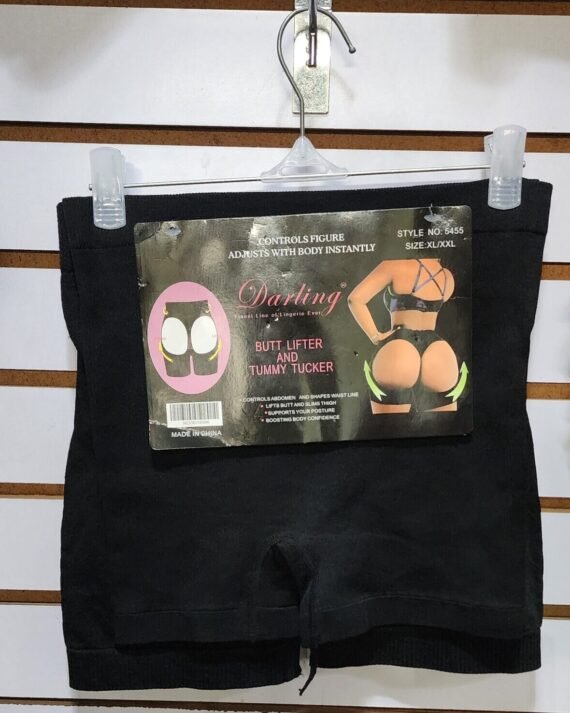 CONTROLS FIGURE
ADJUSTS WITH BODY INSTANTLY
STYLE NO: 5455
SIZE:XL/XXL
Darling®
Finest Line of Lingerie Ever
BUTT LIFTER
AND
TUMMY TUCKER
• CONTROLS ABDOMEN AND SHAPES WAIST LINE
• LIFTS BUTT AND SLIMS THIGH
• SUPPORTS YOUR POSTURE
• BOOSTING BODY CONFIDENCE
MADE IN CHINA